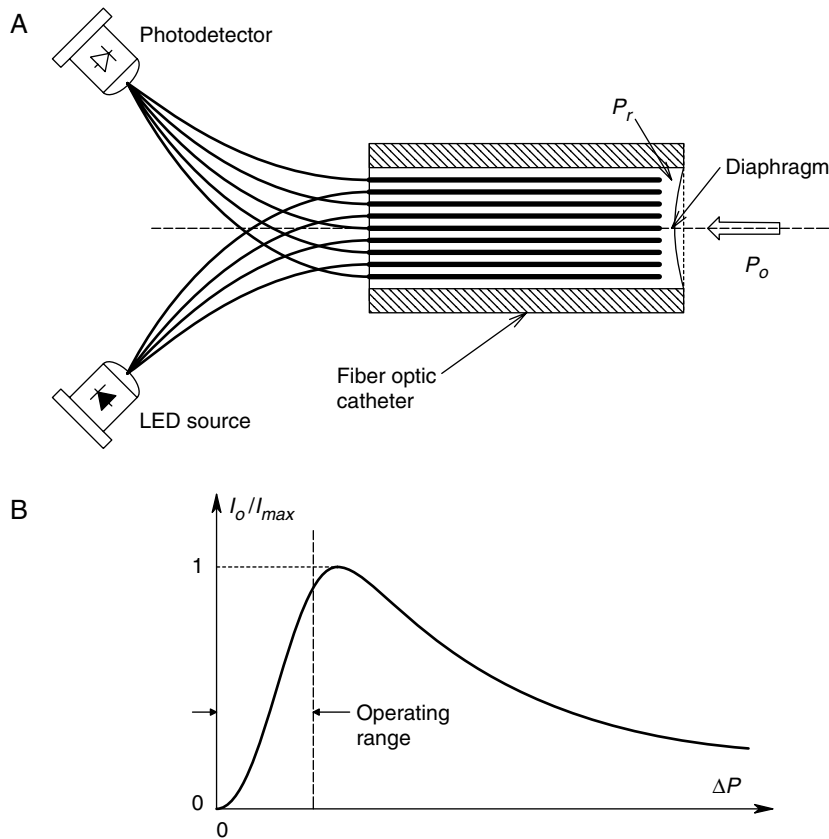 A
Photodetector
P_r
Diaphragm
P_o
Fiber optic
catheter
LED source
B
I_o/I_max
1
Operating
range
ΔP
0
0